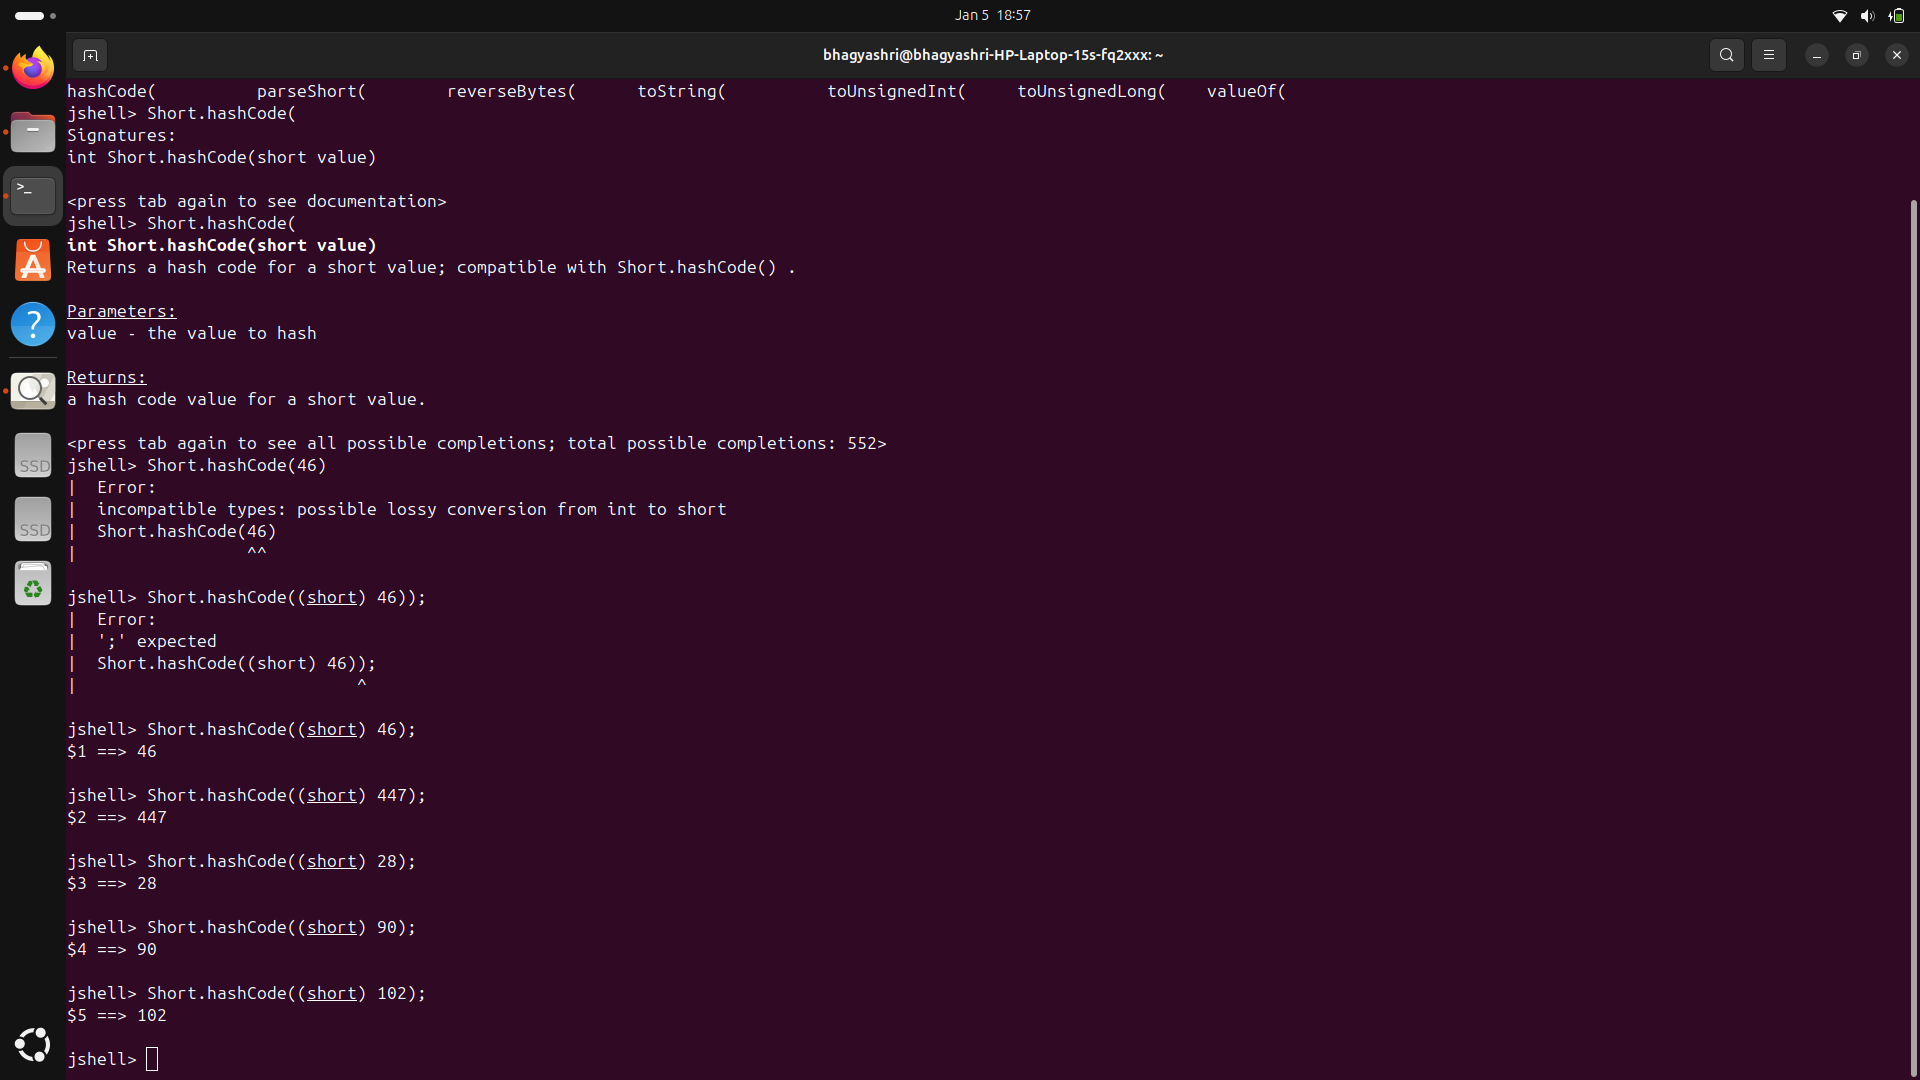 Jan 5 18:57
bhagyashri@bhagyashri-HP-Laptop-15s-fq2xxx: ~
hashCode( parseShort( reverseBytes( toString( toUnsignedInt( toUnsignedLong( valueOf(
jshell> Short.hashCode(
Signatures:
int Short.hashCode(short value)
<press tab again to see documentation>
jshell> Short.hashCode(
int Short.hashCode(short value)
Returns a hash code for a short value; compatible with Short.hashCode() .
Parameters:
value - the value to hash
Returns:
a hash code value for a short value.
<press tab again to see all possible completions; total possible completions: 552>
jshell> Short.hashCode(46)
| Error:
| incompatible types: possible lossy conversion from int to short
| Short.hashCode(46)
| ^^
jshell> Short.hashCode((short) 46));
| Error:
| ';' expected
| Short.hashCode((short) 46));
| ^
jshell> Short.hashCode((short) 46);
$1 ==> 46
jshell> Short.hashCode((short) 447);
$2 ==> 447
jshell> Short.hashCode((short) 28);
$3 ==> 28
jshell> Short.hashCode((short) 90);
$4 ==> 90
jshell> Short.hashCode((short) 102);
$5 ==> 102
jshell>
>_
?
SSD
SSD